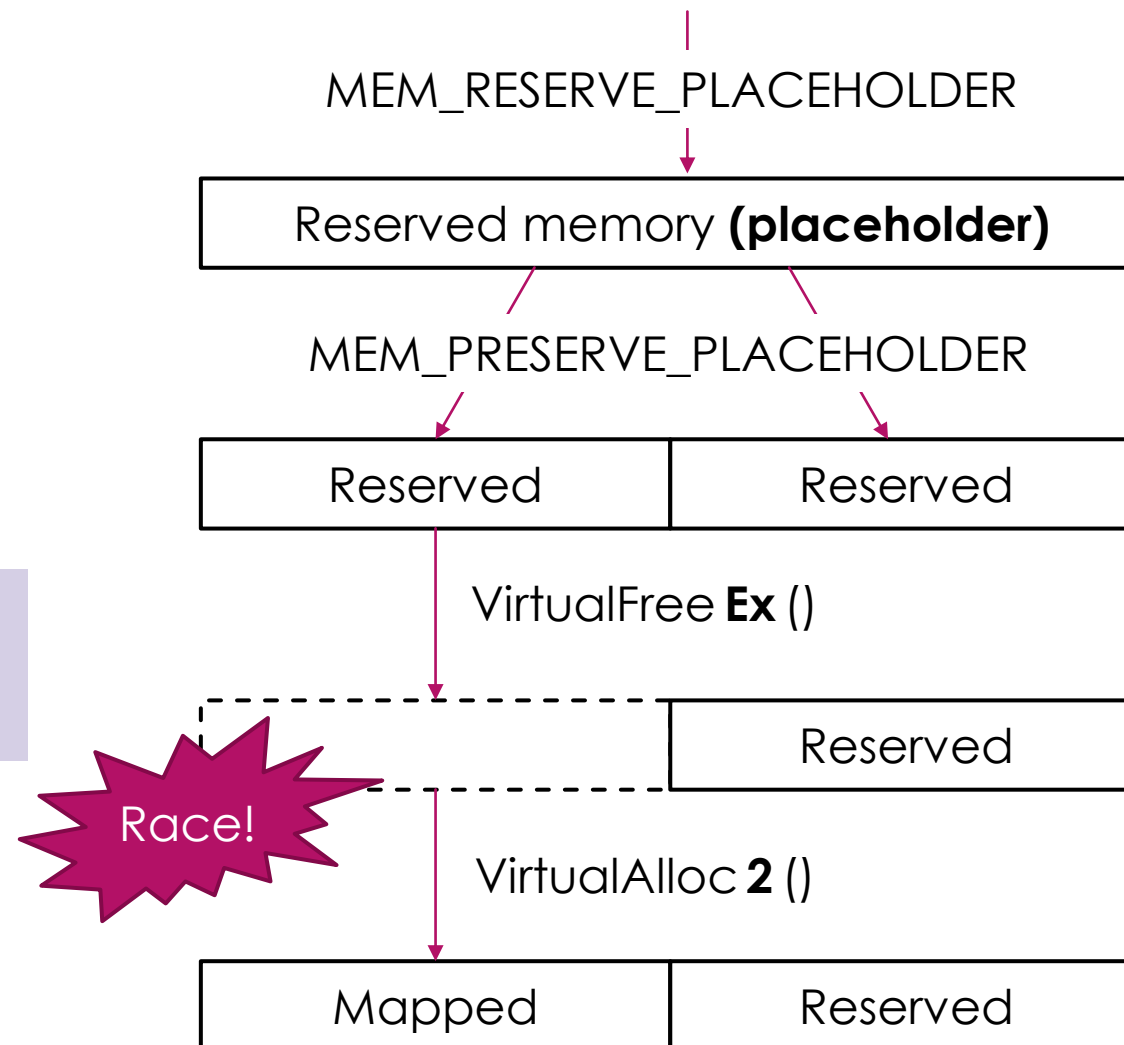 MEM_RESERVE_PLACEHOLDER
Reserved memory (placeholder)
MEM_PRESERVE_PLACEHOLDER
Reserved Reserved
VirtualFree Ex ()
Reserved
Race!
VirtualAlloc 2 ()
Mapped Reserved